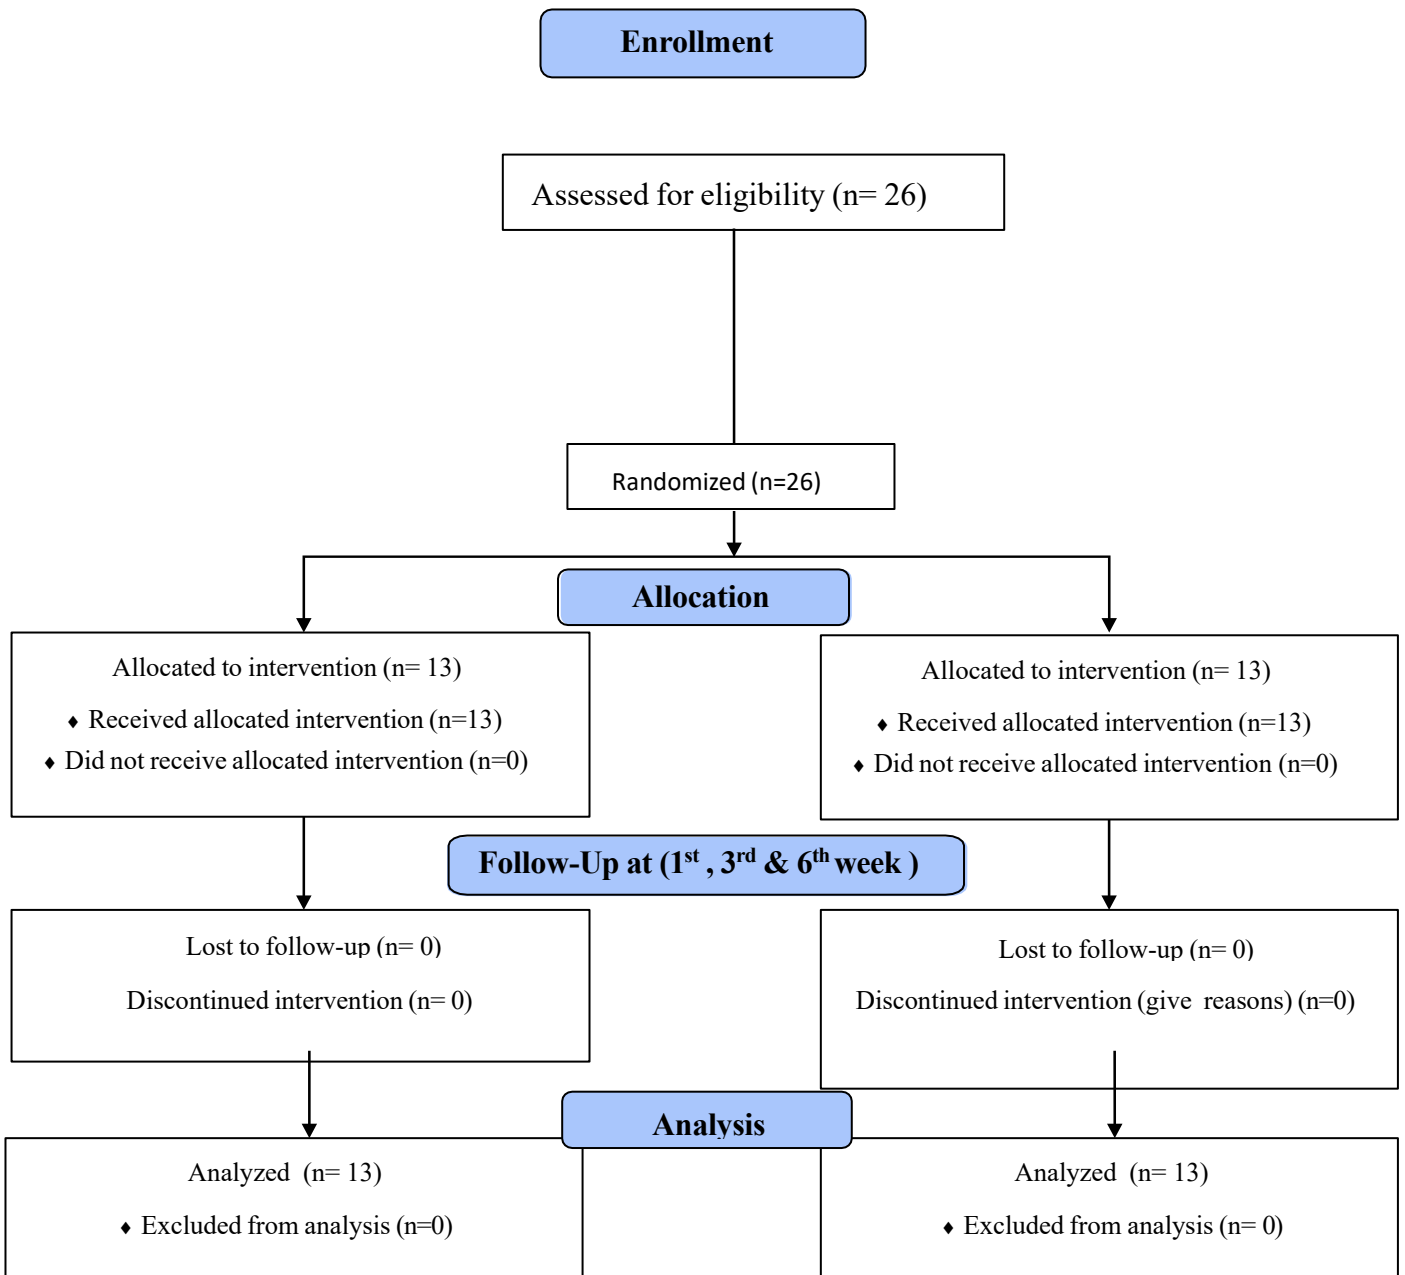 Enrollment
Assessed for eligibility (n= 26)
Randomized (n=26)
Allocation
Allocated to intervention (n= 13)
♦ Received allocated intervention (n=13)
♦ Did not receive allocated intervention (n=0)
Allocated to intervention (n= 13)
♦ Received allocated intervention (n=13)
♦ Did not receive allocated intervention (n=0)
Follow-Up at (1st , 3rd & 6th week )
Lost to follow-up (n= 0)
Discontinued intervention (n= 0)
Lost to follow-up (n= 0)
Discontinued intervention (give reasons) (n=0)
Analysis
Analyzed (n= 13)
♦ Excluded from analysis (n=0)
Analyzed (n= 13)
♦ Excluded from analysis (n= 0)